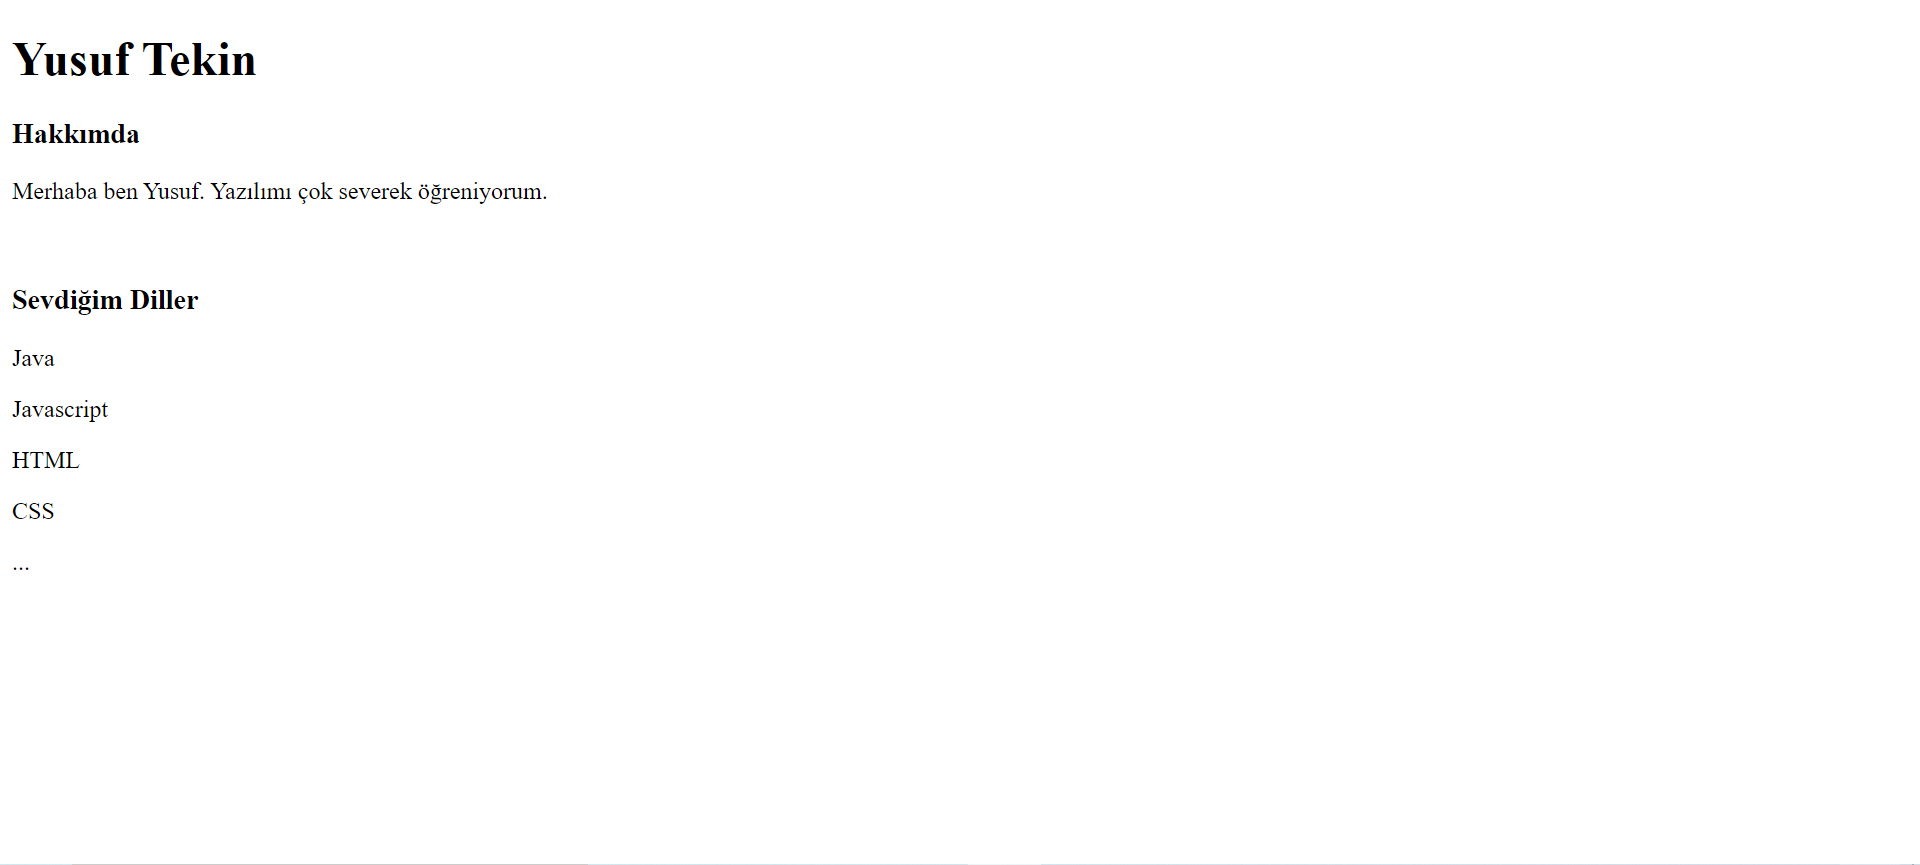 Yusuf Tekin
Hakkımda
Merhaba ben Yusuf. Yazılımı çok severek öğreniyorum.
Sevdiğim Diller
Java
Javascript
HTML
CSS
...